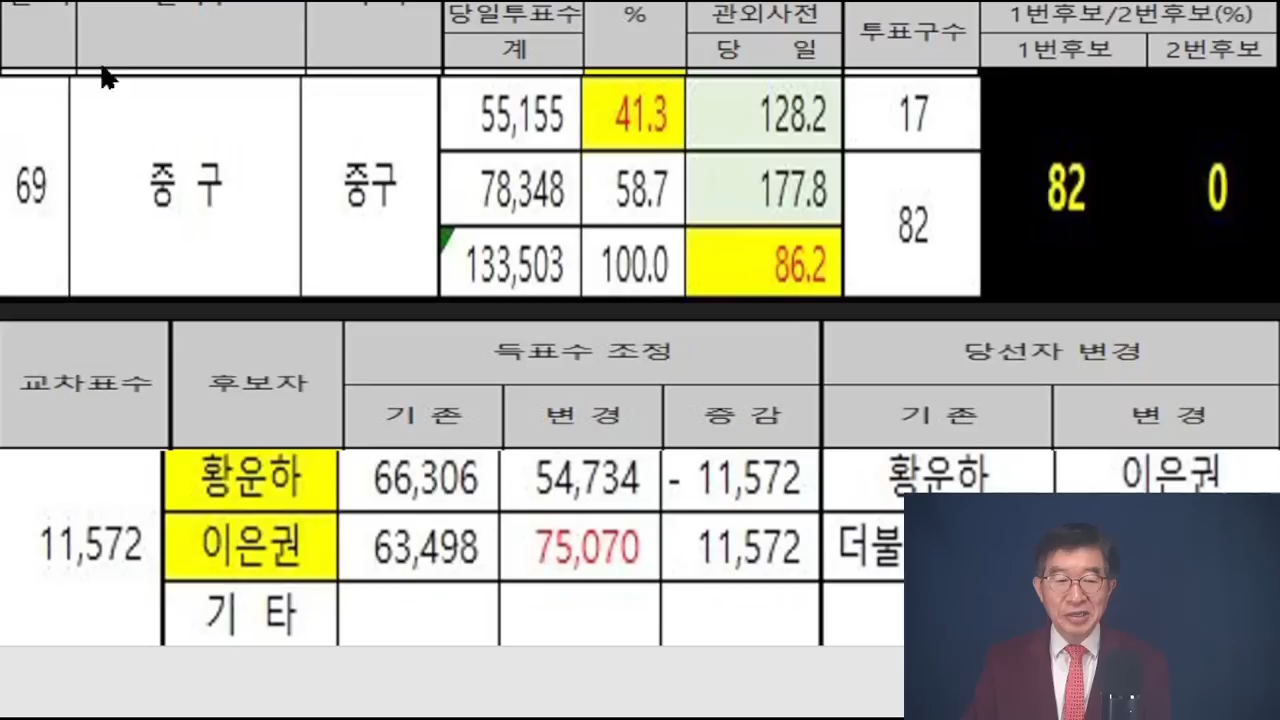 당일투표수 % 관외사전 투표구수 1번후보/2번후보(%)
계 당 일 1번후보 2번후보
69 중 구 중구 55,155 41.3 128.2 17 82 0
78,348 58.7 177.8 82
133,503 100.0 86.2
교차표수 후보자 득표수 조정 당선자 변경
기 존 변 경 증 감 기 존 변 경
11,572 황운하 66,306 54,734 - 11,572 황운하 이은권
이은권 63,498 75,070 11,572 더불
기 타